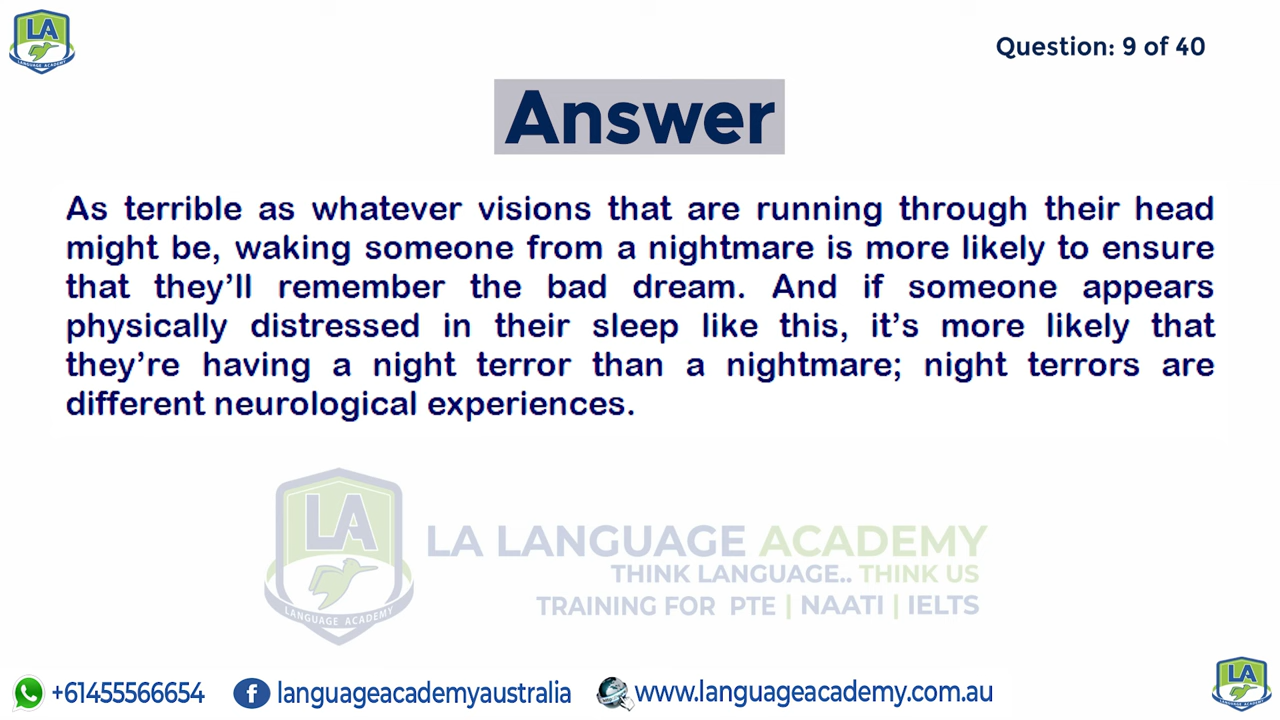 LA
LANGUAGE ACADEMY
Question: 9 of 40
Answer
As terrible as whatever visions that are running through their head
might be, waking someone from a nightmare is more likely to ensure
that they’ll remember the bad dream. And if someone appears
physically distressed in their sleep like this, it’s more likely that
they’re having a night terror than a nightmare; night terrors are
different neurological experiences.
LA
LANGUAGE ACADEMY
LA LANGUAGE ACADEMY
THINK LANGUAGE.. THINK US
TRAINING FOR PTE | NAATI | IELTS
+61455566654 f languageacademyaustralia www.languageacademy.com.au
LA
LANGUAGE ACADEMY